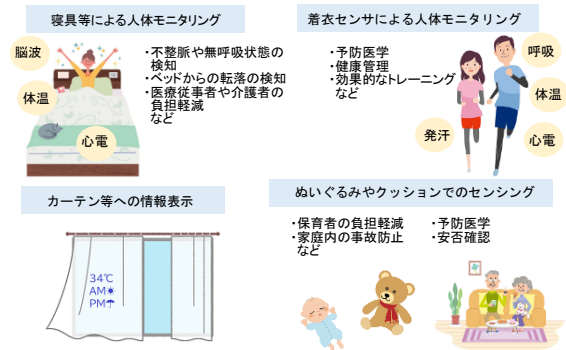 寝具等による人体モニタリング
脳波
体温
心電
・不整脈や無呼吸状態の
検知
・ベッドからの転落の検知
・医療従事者や介護者の
負担軽減
など
着衣センサによる人体モニタリング
・予防医学
・健康管理
・効果的なトレーニング
など
呼吸
体温
発汗
心電
カーテン等への情報表示
34℃
AM☀
PM☂
ぬいぐるみやクッションでのセンシング
・保育者の負担軽減
・家庭内の事故防止
など
・予防医学
・安否確認